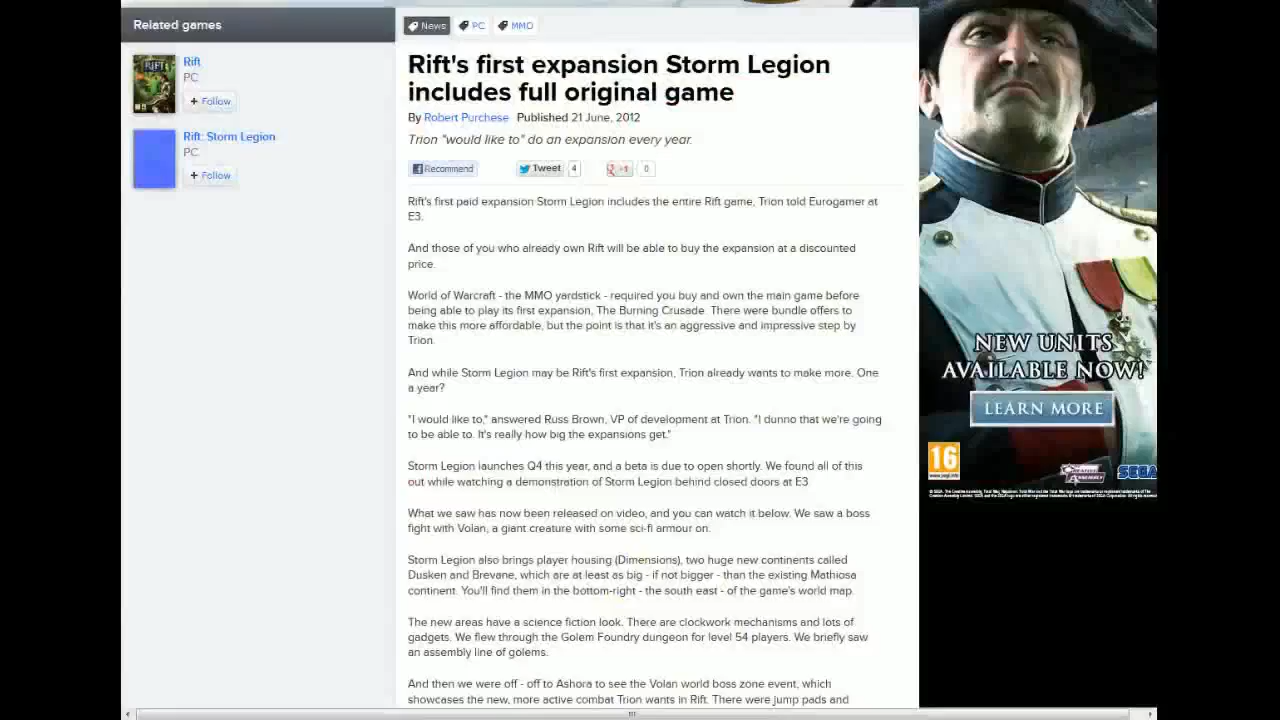 Related games
Rift
PC
+ Follow
Rift: Storm Legion
PC
+ Follow
News PC MMO
Rift's first expansion Storm Legion
includes full original game
By Robert Purchese Published 21 June, 2012
Trion "would like to" do an expansion every year.
Recommend Tweet 4 +1 0
Rift's first paid expansion Storm Legion includes the entire Rift game, Trion told Eurogamer at
E3.
And those of you who already own Rift will be able to buy the expansion at a discounted
price.
World of Warcraft - the MMO yardstick - required you buy and own the main game before
being able to play its first expansion, The Burning Crusade. There were bundle offers to
make this more affordable, but the point is that it's an aggressive and impressive step by
Trion.
And while Storm Legion may be Rift's first expansion, Trion already wants to make more. One
a year?
"I would like to," answered Russ Brown, VP of development at Trion. "I dunno that we're going
to be able to. It's really how big the expansions get."
Storm Legion launches Q4 this year, and a beta is due to open shortly. We found all of this
out while watching a demonstration of Storm Legion behind closed doors at E3
What we saw has now been released on video, and you can watch it below. We saw a boss
fight with Volan, a giant creature with some sci-fi armour on.
Storm Legion also brings player housing (Dimensions), two huge new continents called
Dusken and Brevane, which are at least as big - if not bigger - than the existing Mathiosa
continent. You'll find them in the bottom-right - the south east - of the game's world map.
The new areas have a science fiction look. There are clockwork mechanisms and lots of
gadgets. We flew through the Golem Foundry dungeon for level 54 players. We briefly saw
an assembly line of golems.
And then we were off - off to Ashora to see the Volan world boss zone event, which
showcases the new, more active combat Trion wants in Rift. There were jump pads and
NEW UNITS
AVAILABLE NOW!
LEARN MORE
16
SEGA